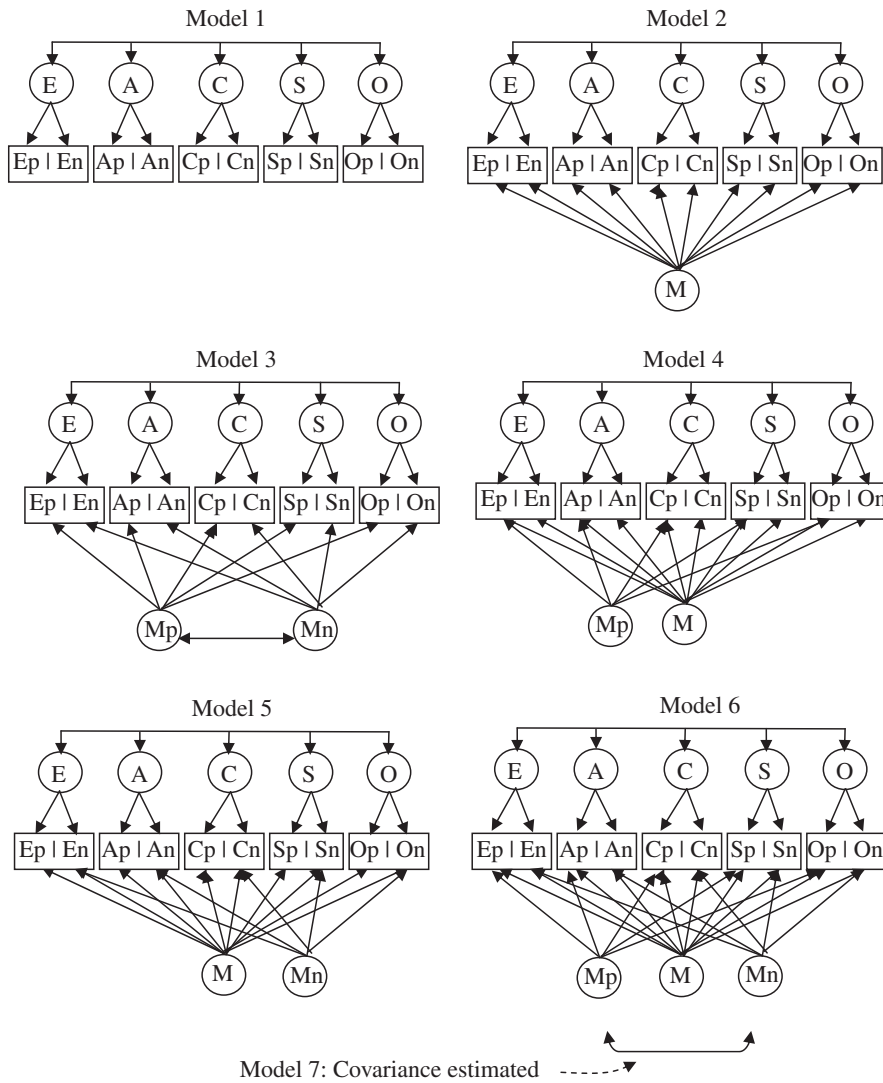 Model 1
E A C S O
Ep | En Ap | An Cp | Cn Sp | Sn Op | On
Model 2
E A C S O
Ep | En Ap | An Cp | Cn Sp | Sn Op | On
M
Model 3
E A C S O
Ep | En Ap | An Cp | Cn Sp | Sn Op | On
Mp Mn
Model 4
E A C S O
Ep | En Ap | An Cp | Cn Sp | Sn Op | On
Mp M
Model 5
E A C S O
Ep | En Ap | An Cp | Cn Sp | Sn Op | On
M Mn
Model 6
E A C S O
Ep | En Ap | An Cp | Cn Sp | Sn Op | On
Mp M Mn
Model 7: Covariance estimated